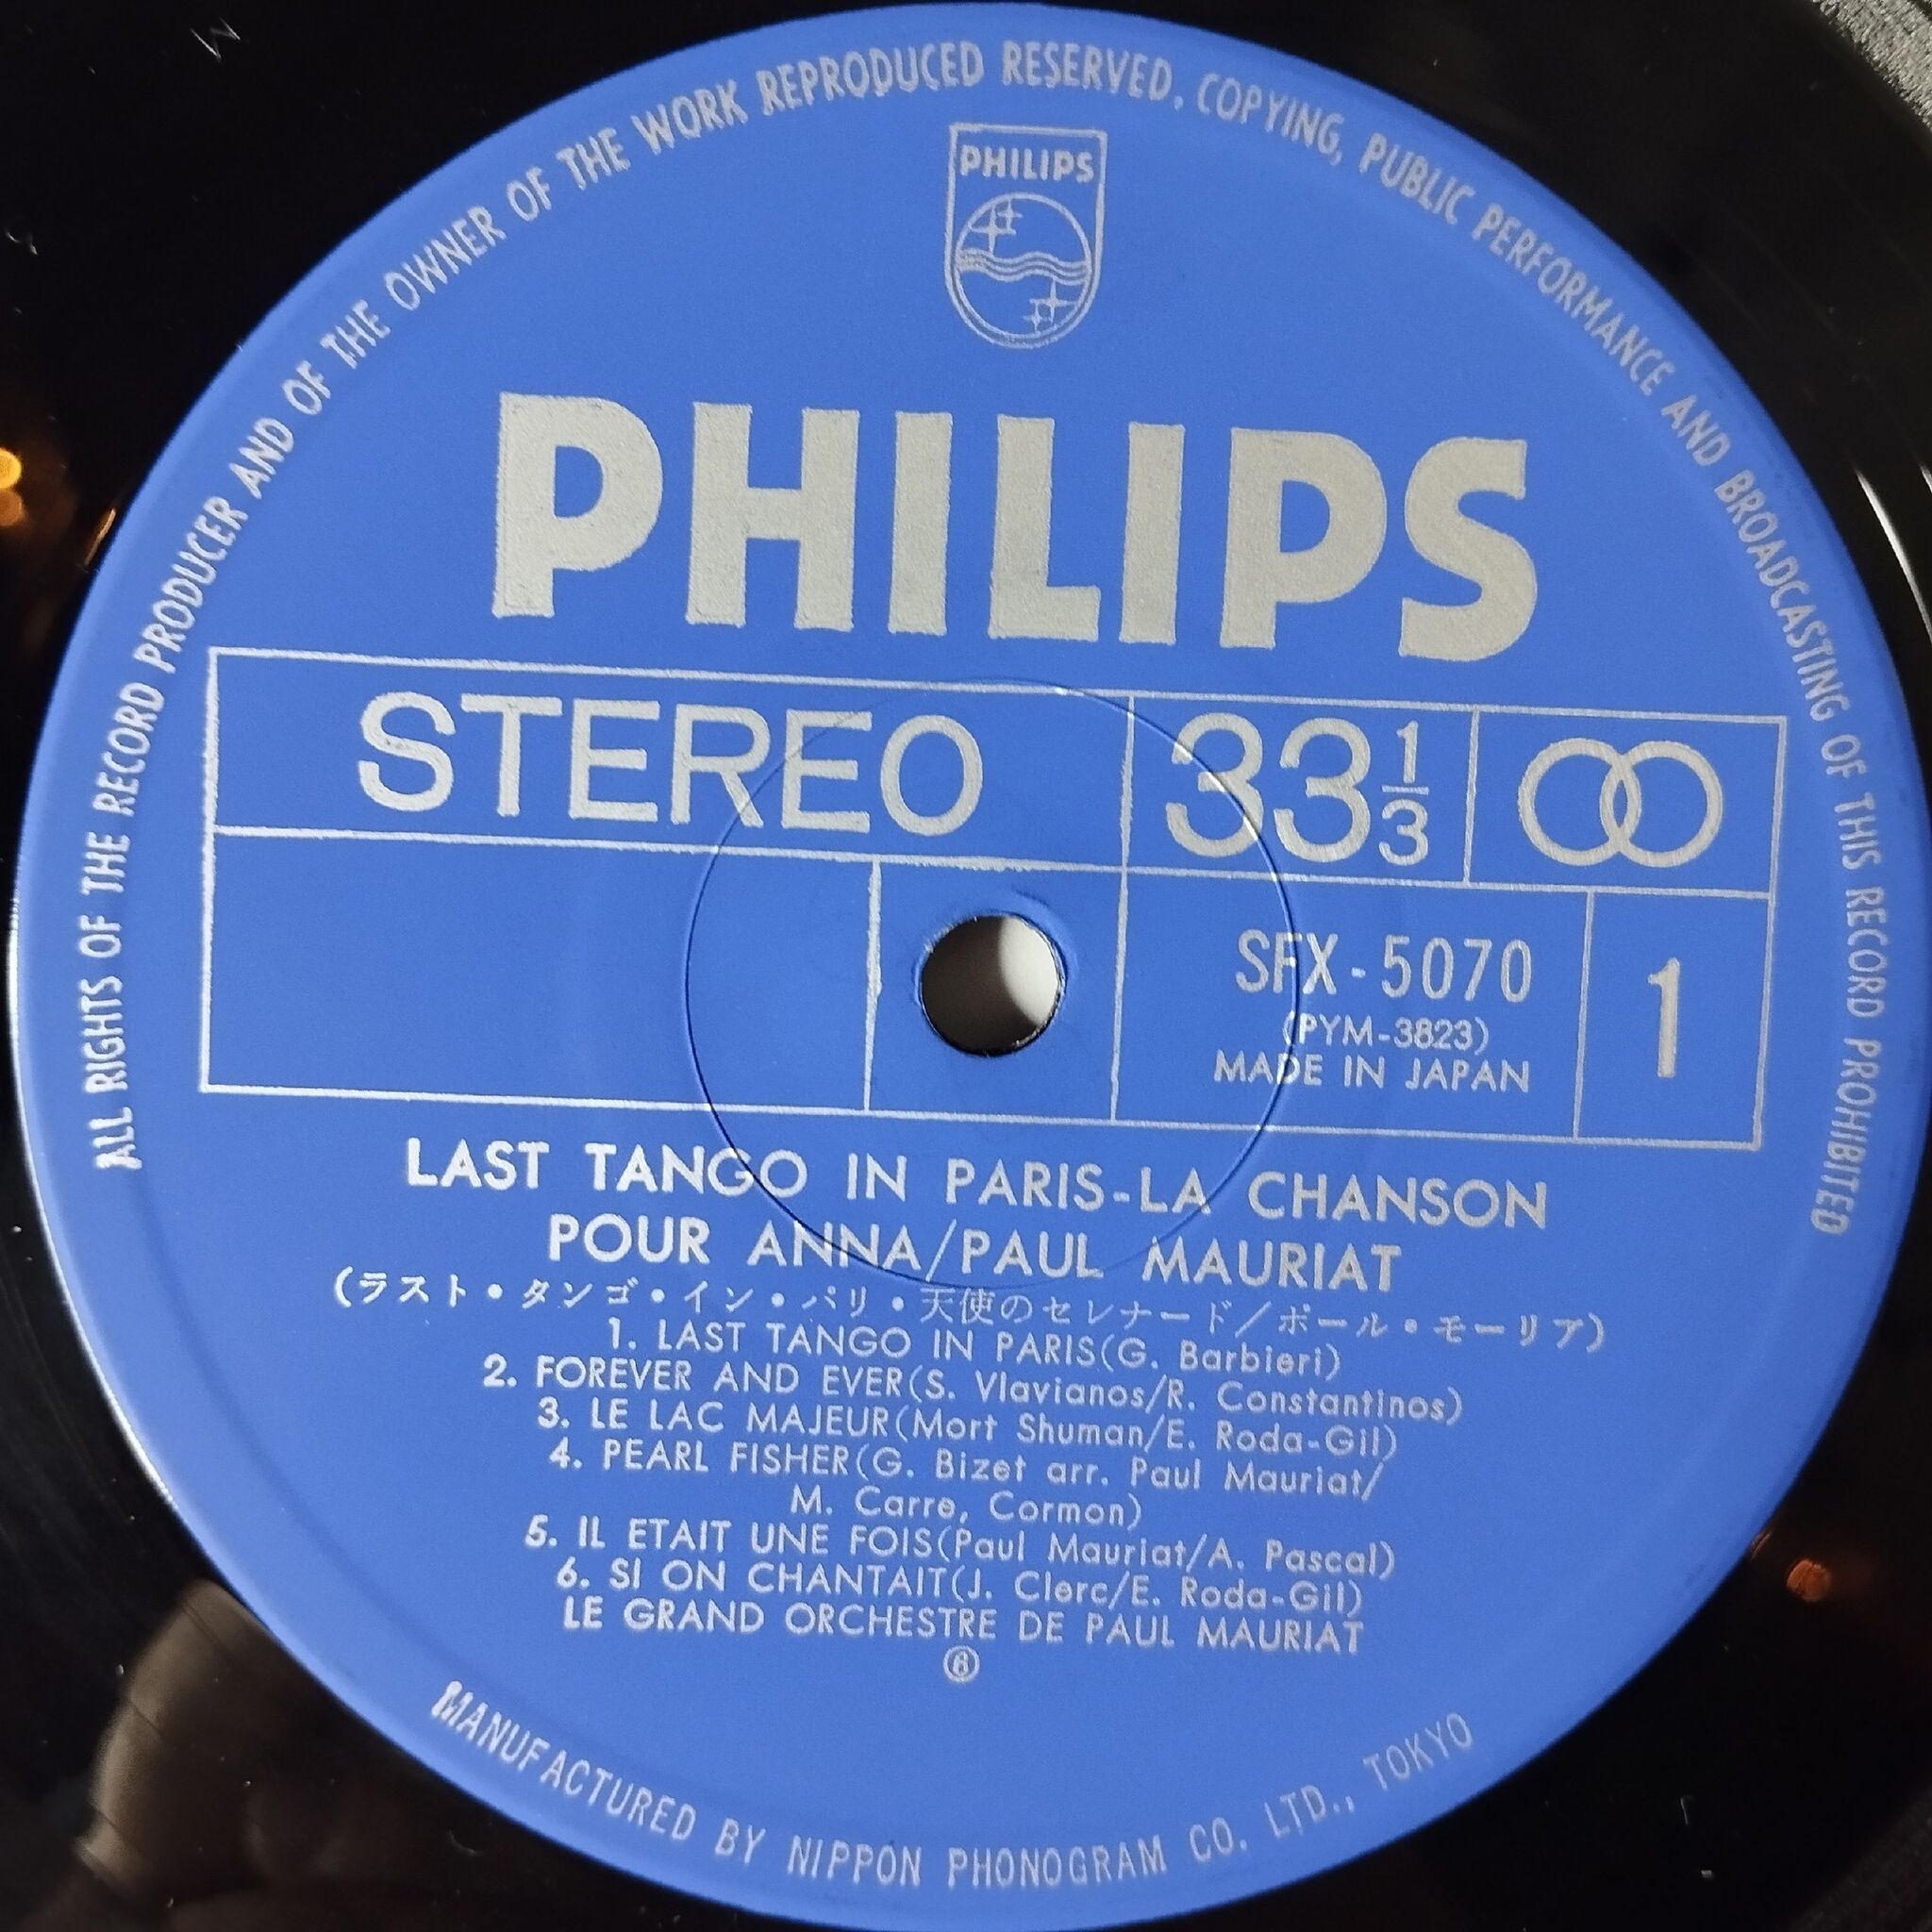 ALL RIGHTS OF THE RECORD PRODUCER AND OF THE OWNER OF THE WORK REPRODUCED RESERVED. COPYING, PUBLIC PERFORMANCE AND BROADCASTING OF THIS RECORD PROHIBITED
PHILIPS
PHILIPS
STEREO 33 1/3
SFX-5070
(PYM-3823)
MADE IN JAPAN
1
LAST TANGO IN PARIS-LA CHANSON
POUR ANNA/PAUL MAURIAT
(ラスト・タンゴ・イン・パリ・天使のセレナード/ポール・モーリア)
1. LAST TANGO IN PARIS(G. Barbieri)
2. FOREVER AND EVER(S. Vlavianos/R. Constantinos)
3. LE LAC MAJEUR(Mort Shuman/E. Roda-Gil)
4. PEARL FISHER(G. Bizet arr. Paul Mauriat/
M. Carre, Cormon)
5. IL ETAIT UNE FOIS(Paul Mauriat/A. Pascal)
6. SI ON CHANTAIT(J. Clerc/E. Roda-Gil)
LE GRAND ORCHESTRE DE PAUL MAURIAT
MANUFACTURED BY NIPPON PHONOGRAM CO. LTD., TOKYO